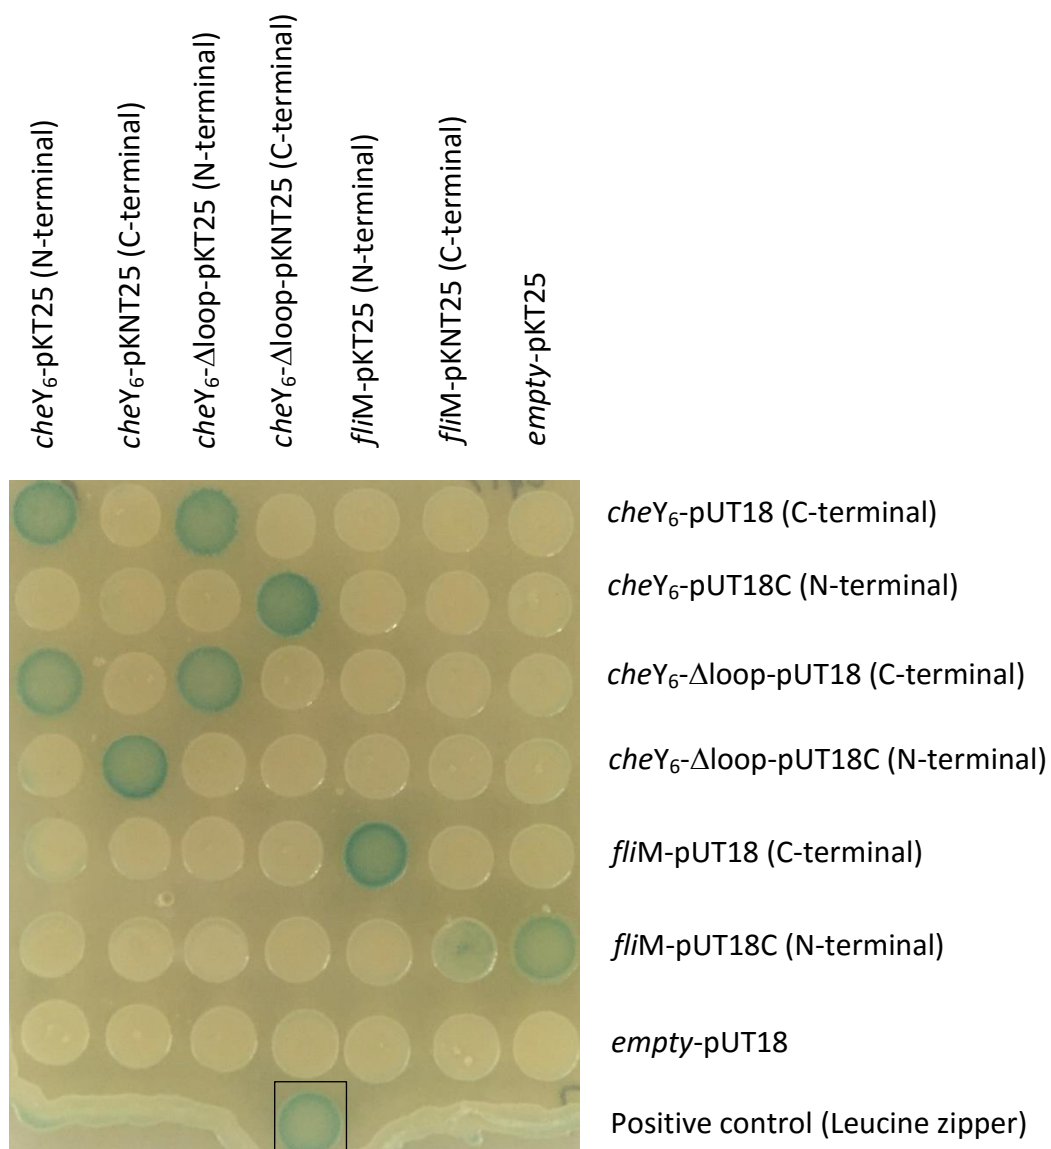 cheY₆-pKT25 (N-terminal)
cheY₆-pKNT25 (C-terminal)
cheY₆-Δloop-pKT25 (N-terminal)
cheY₆-Δloop-pKNT25 (C-terminal)
fliM-pKT25 (N-terminal)
fliM-pKNT25 (C-terminal)
empty-pKT25
cheY₆-pUT18 (C-terminal)
cheY₆-pUT18C (N-terminal)
cheY₆-Δloop-pUT18 (C-terminal)
cheY₆-Δloop-pUT18C (N-terminal)
fliM-pUT18 (C-terminal)
fliM-pUT18C (N-terminal)
empty-pUT18
Positive control (Leucine zipper)